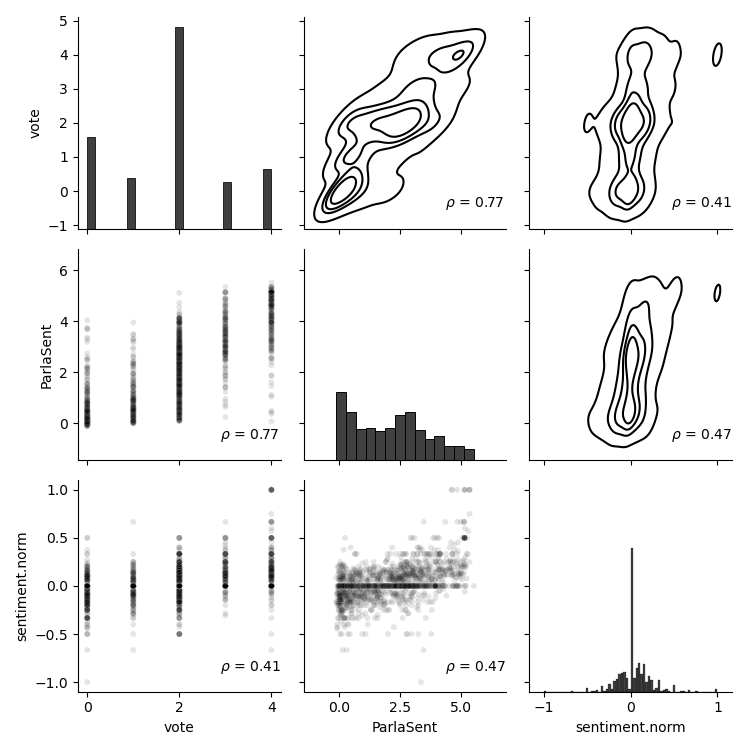 5
4
3
2
1
0
−1
vote
ρ = 0.77
ρ = 0.41
6
4
2
0
ParlaSent
ρ = 0.77
ρ = 0.47
1.0
0.5
0.0
−0.5
−1.0
sentiment.norm
ρ = 0.41
ρ = 0.47
0 2 4
0.0 2.5 5.0
−1 0 1
vote
ParlaSent
sentiment.norm